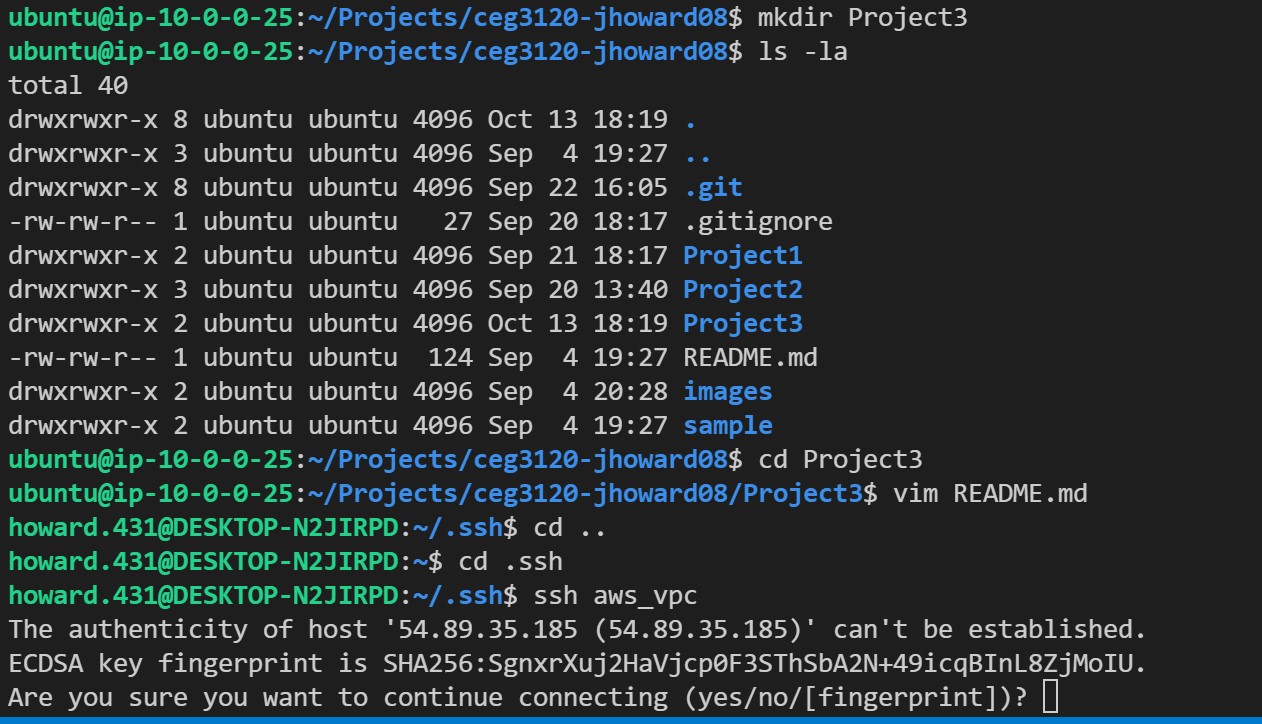 ubuntu@ip-10-0-0-25:~/Projects/ceg3120-jhoward08$ mkdir Project3
ubuntu@ip-10-0-0-25:~/Projects/ceg3120-jhoward08$ ls -la
total 40
drwxrwxr-x 8 ubuntu ubuntu 4096 Oct 13 18:19 .
drwxrwxr-x 3 ubuntu ubuntu 4096 Sep  4 19:27 ..
drwxrwxr-x 8 ubuntu ubuntu 4096 Sep 22 16:05 .git
-rw-rw-r-- 1 ubuntu ubuntu   27 Sep 20 18:17 .gitignore
drwxrwxr-x 2 ubuntu ubuntu 4096 Sep 21 18:17 Project1
drwxrwxr-x 3 ubuntu ubuntu 4096 Sep 20 13:40 Project2
drwxrwxr-x 2 ubuntu ubuntu 4096 Oct 13 18:19 Project3
-rw-rw-r-- 1 ubuntu ubuntu  124 Sep  4 19:27 README.md
drwxrwxr-x 2 ubuntu ubuntu 4096 Sep  4 20:28 images
drwxrwxr-x 2 ubuntu ubuntu 4096 Sep  4 19:27 sample
ubuntu@ip-10-0-0-25:~/Projects/ceg3120-jhoward08$ cd Project3
ubuntu@ip-10-0-0-25:~/Projects/ceg3120-jhoward08/Project3$ vim README.md
howard.431@DESKTOP-N2JIRPD:~/.ssh$ cd ..
howard.431@DESKTOP-N2JIRPD:~$ cd .ssh
howard.431@DESKTOP-N2JIRPD:~/.ssh$ ssh aws_vpc
The authenticity of host '54.89.35.185 (54.89.35.185)' can't be established.
ECDSA key fingerprint is SHA256:SgnxrXuj2HaVjcp0F3SThSbA2N+49icqBInL8ZjMoIU.
Are you sure you want to continue connecting (yes/no/[fingerprint])?